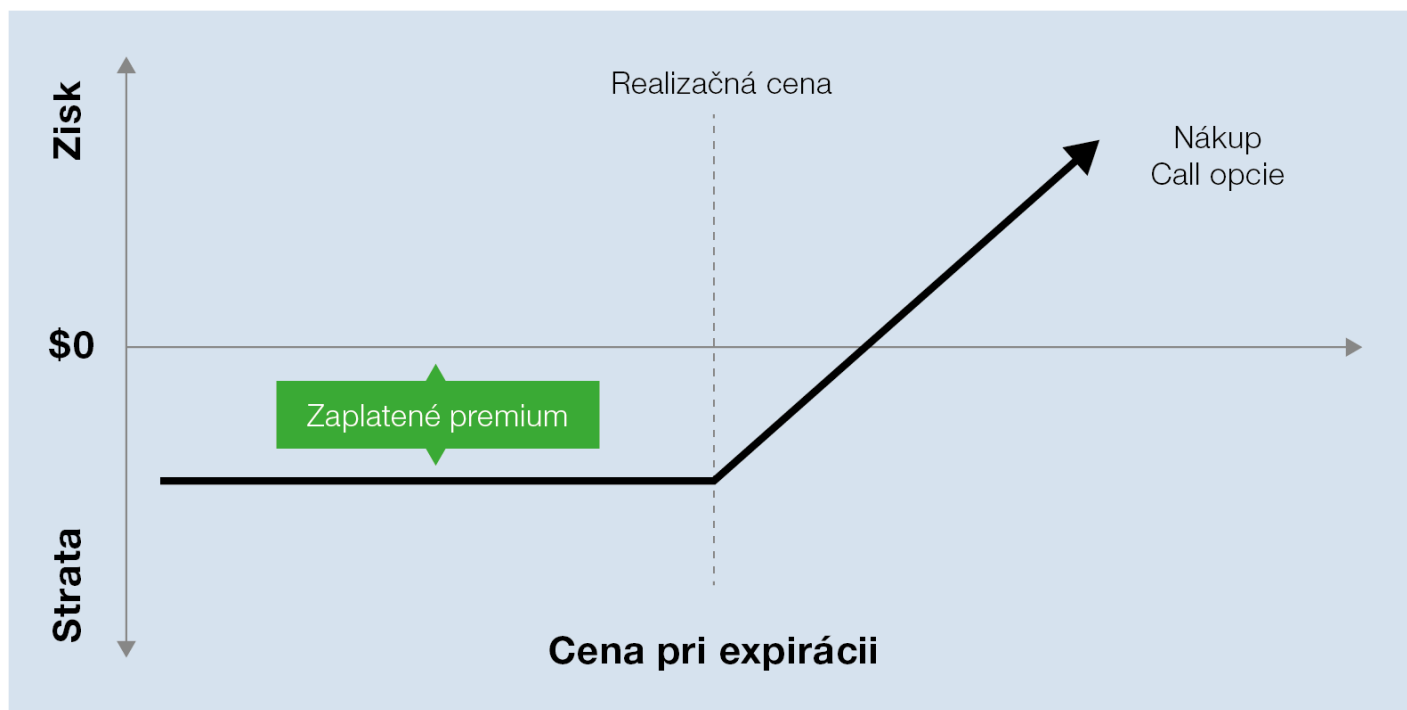 Zisk
Realizačná cena
Nákup
Call opcie
$0
Zaplatené premium
Strata
Cena pri expirácii